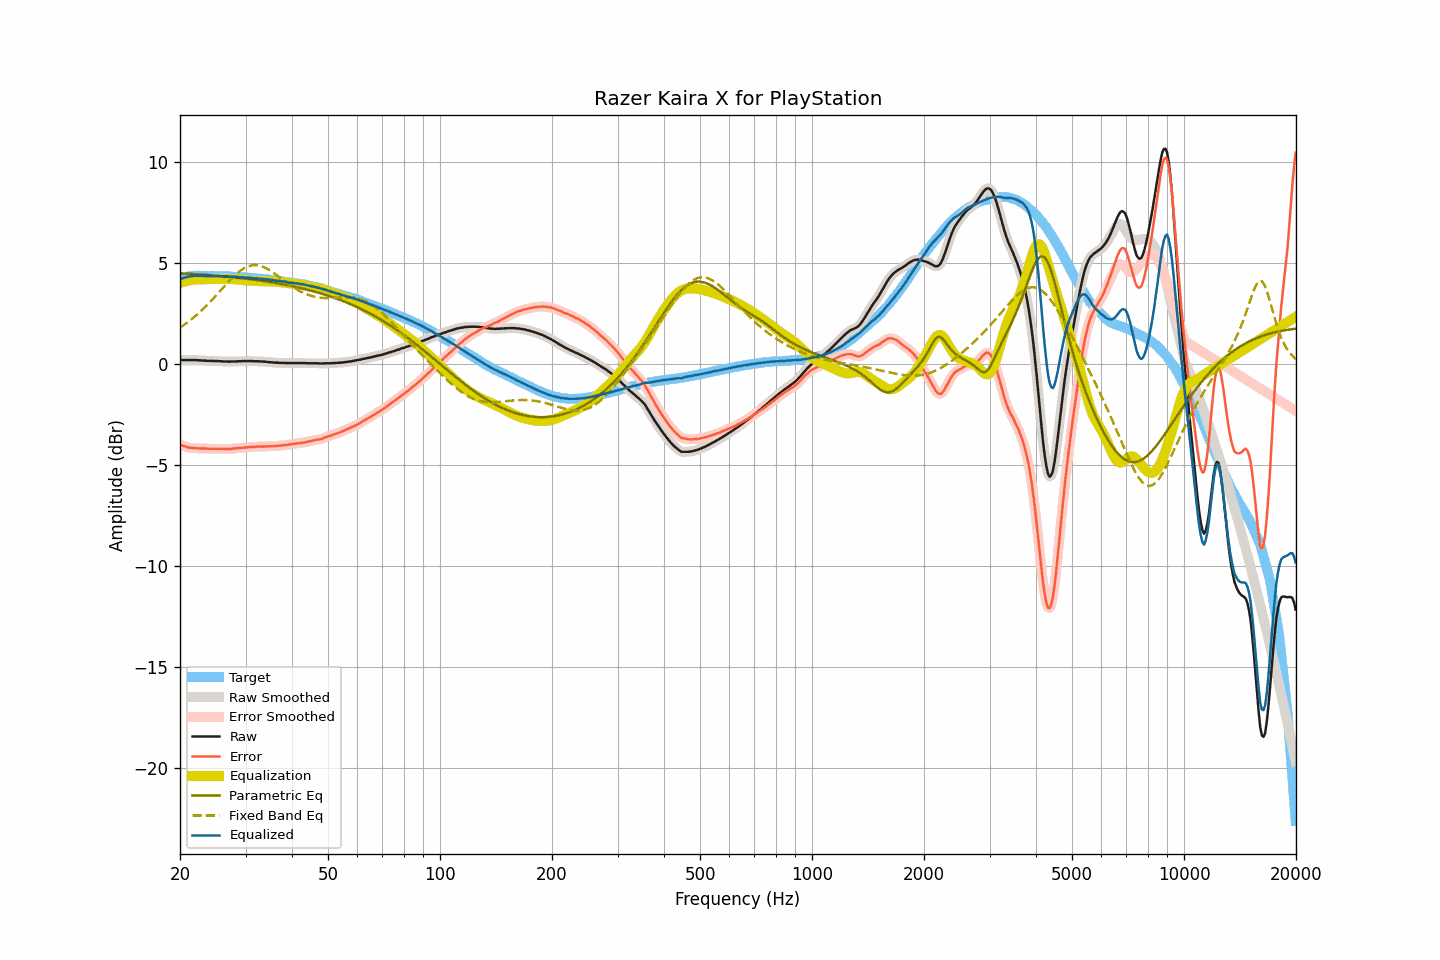 Razer Kaira X for PlayStation
Amplitude (dBr)
10
5
0
−5
−10
−15
−20
Target
Raw Smoothed
Error Smoothed
Raw
Error
Equalization
Parametric Eq
Fixed Band Eq
Equalized
20 50 100 200 500 1000 2000 5000 10000 20000
Frequency (Hz)